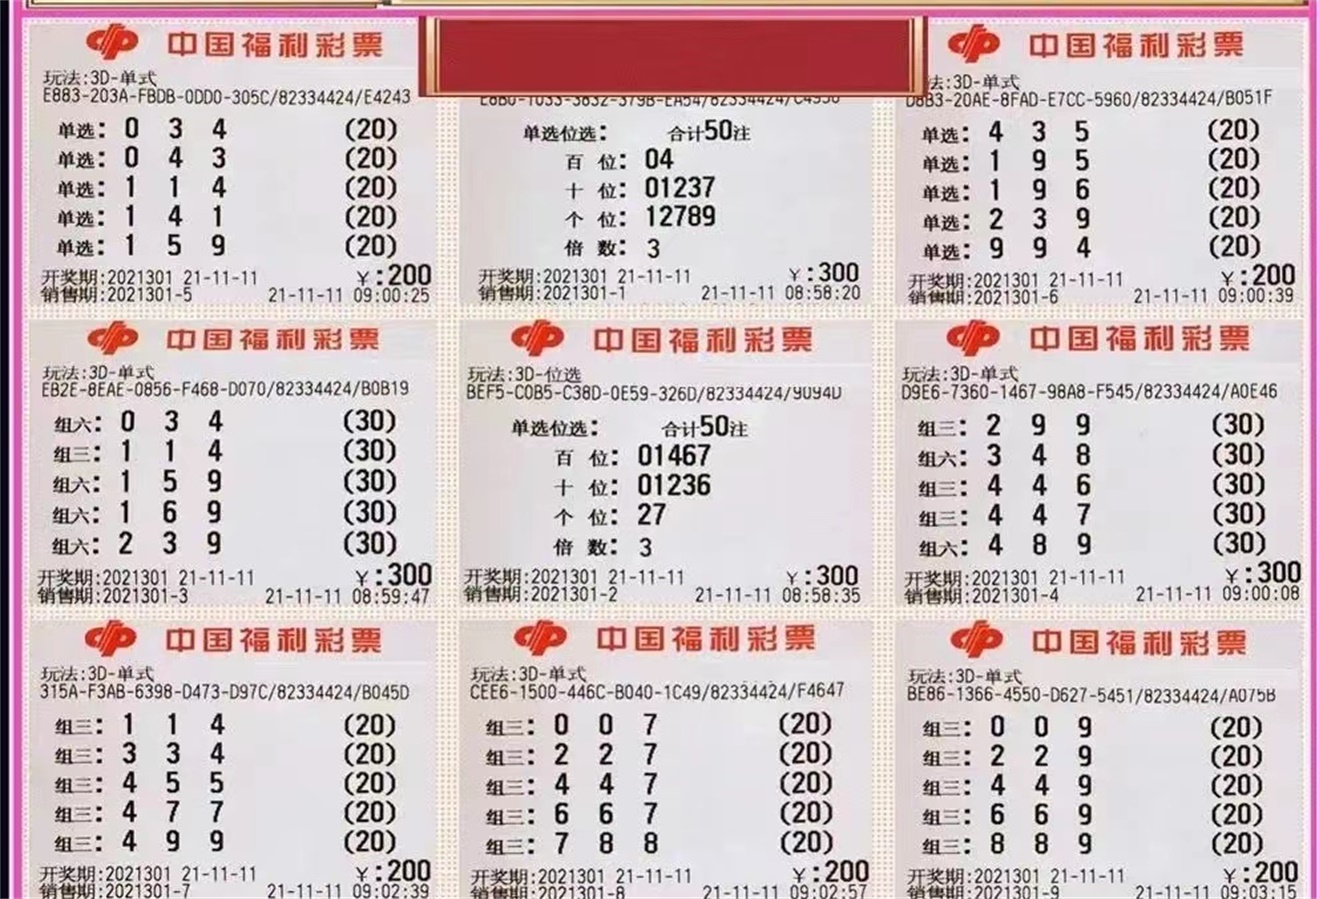 中国福利彩票
玩法:3D-单式
E883-203A-FBDB-0DD0-305C/82334424/E4243
单选: 0 3 4 (20)
单选: 0 4 3 (20)
单选: 1 1 4 (20)
单选: 1 4 1 (20)
单选: 1 5 9 (20)
开奖期:2021301 21-11-11 ￥:200
销售期:2021301-5 21-11-11 09:00:25
单选位选: 合计50注
百 位: 04
十 位: 01237
个 位: 12789
倍 数: 3
开奖期:2021301 21-11-11 ￥:300
销售期:2021301-1 21-11-11 08:58:20
中国福利彩票
法:3D-单式
D8B3-20AE-8FAD-E7CC-5960/82334424/B051F
单选: 4 3 5 (20)
单选: 1 9 5 (20)
单选: 1 9 6 (20)
单选: 2 3 9 (20)
单选: 9 9 4 (20)
开奖期:2021301 21-11-11 ￥:200
销售期:2021301-6 21-11-11 09:00:39
中国福利彩票
玩法:3D-单式
EB2E-8EAE-0856-F468-D070/82334424/B0B19
组六: 0 3 4 (30)
组三: 1 1 4 (30)
组六: 1 5 9 (30)
组六: 1 6 9 (30)
组六: 2 3 9 (30)
开奖期:2021301 21-11-11 ￥:300
销售期:2021301-3 21-11-11 08:59:47
中国福利彩票
玩法:3D-位选
BEF5-C0B5-C38D-0E59-326D/82334424/9094D
单选位选: 合计50注
百 位: 01467
十 位: 01236
个 位: 27
倍 数: 3
开奖期:2021301 21-11-11 ￥:300
销售期:2021301-2 21-11-11 08:58:35
中国福利彩票
玩法:3D-单式
D9E6-7360-1467-98A8-F545/82334424/A0E46
组三: 2 9 9 (30)
组六: 3 4 8 (30)
组三: 4 4 6 (30)
组三: 4 4 7 (30)
组六: 4 8 9 (30)
开奖期:2021301 21-11-11 ￥:300
销售期:2021301-4 21-11-11 09:00:08
中国福利彩票
玩法:3D-单式
315A-F3AB-6398-D473-D97C/82334424/B045D
组三: 1 1 4 (20)
组三: 3 3 4 (20)
组三: 4 5 5 (20)
组三: 4 7 7 (20)
组三: 4 9 9 (20)
开奖期:2021301 21-11-11 ￥:200
销售期:2021301-7 21-11-11 09:02:39
中国福利彩票
玩法:3D-单式
CEE6-1500-446C-B040-1C49/82334424/F4647
组三: 0 0 7 (20)
组三: 2 2 7 (20)
组三: 4 4 7 (20)
组三: 6 6 7 (20)
组三: 7 8 8 (20)
开奖期:2021301 21-11-11 ￥:200
销售期:2021301-8 21-11-11 09:02:57
中国福利彩票
玩法:3D-单式
BE86-1366-4550-D627-5451/82334424/A075B
组三: 0 0 9 (20)
组三: 2 2 9 (20)
组三: 4 4 9 (20)
组三: 6 6 9 (20)
组三: 8 8 9 (20)
开奖期:2021301 21-11-11 ￥:200
销售期:2021301-9 21-11-11 09:03:15